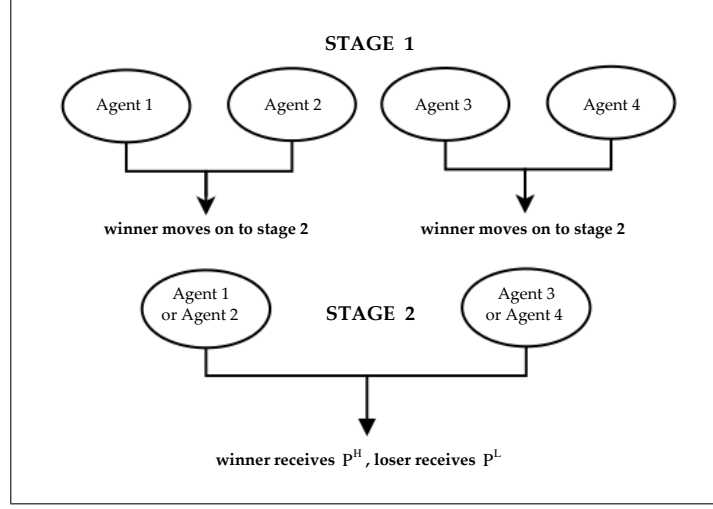 STAGE 1
Agent 1
Agent 2
Agent 3
Agent 4
winner moves on to stage 2
winner moves on to stage 2
Agent 1
or Agent 2
STAGE 2
Agent 3
or Agent 4
winner receives P^H , loser receives P^L